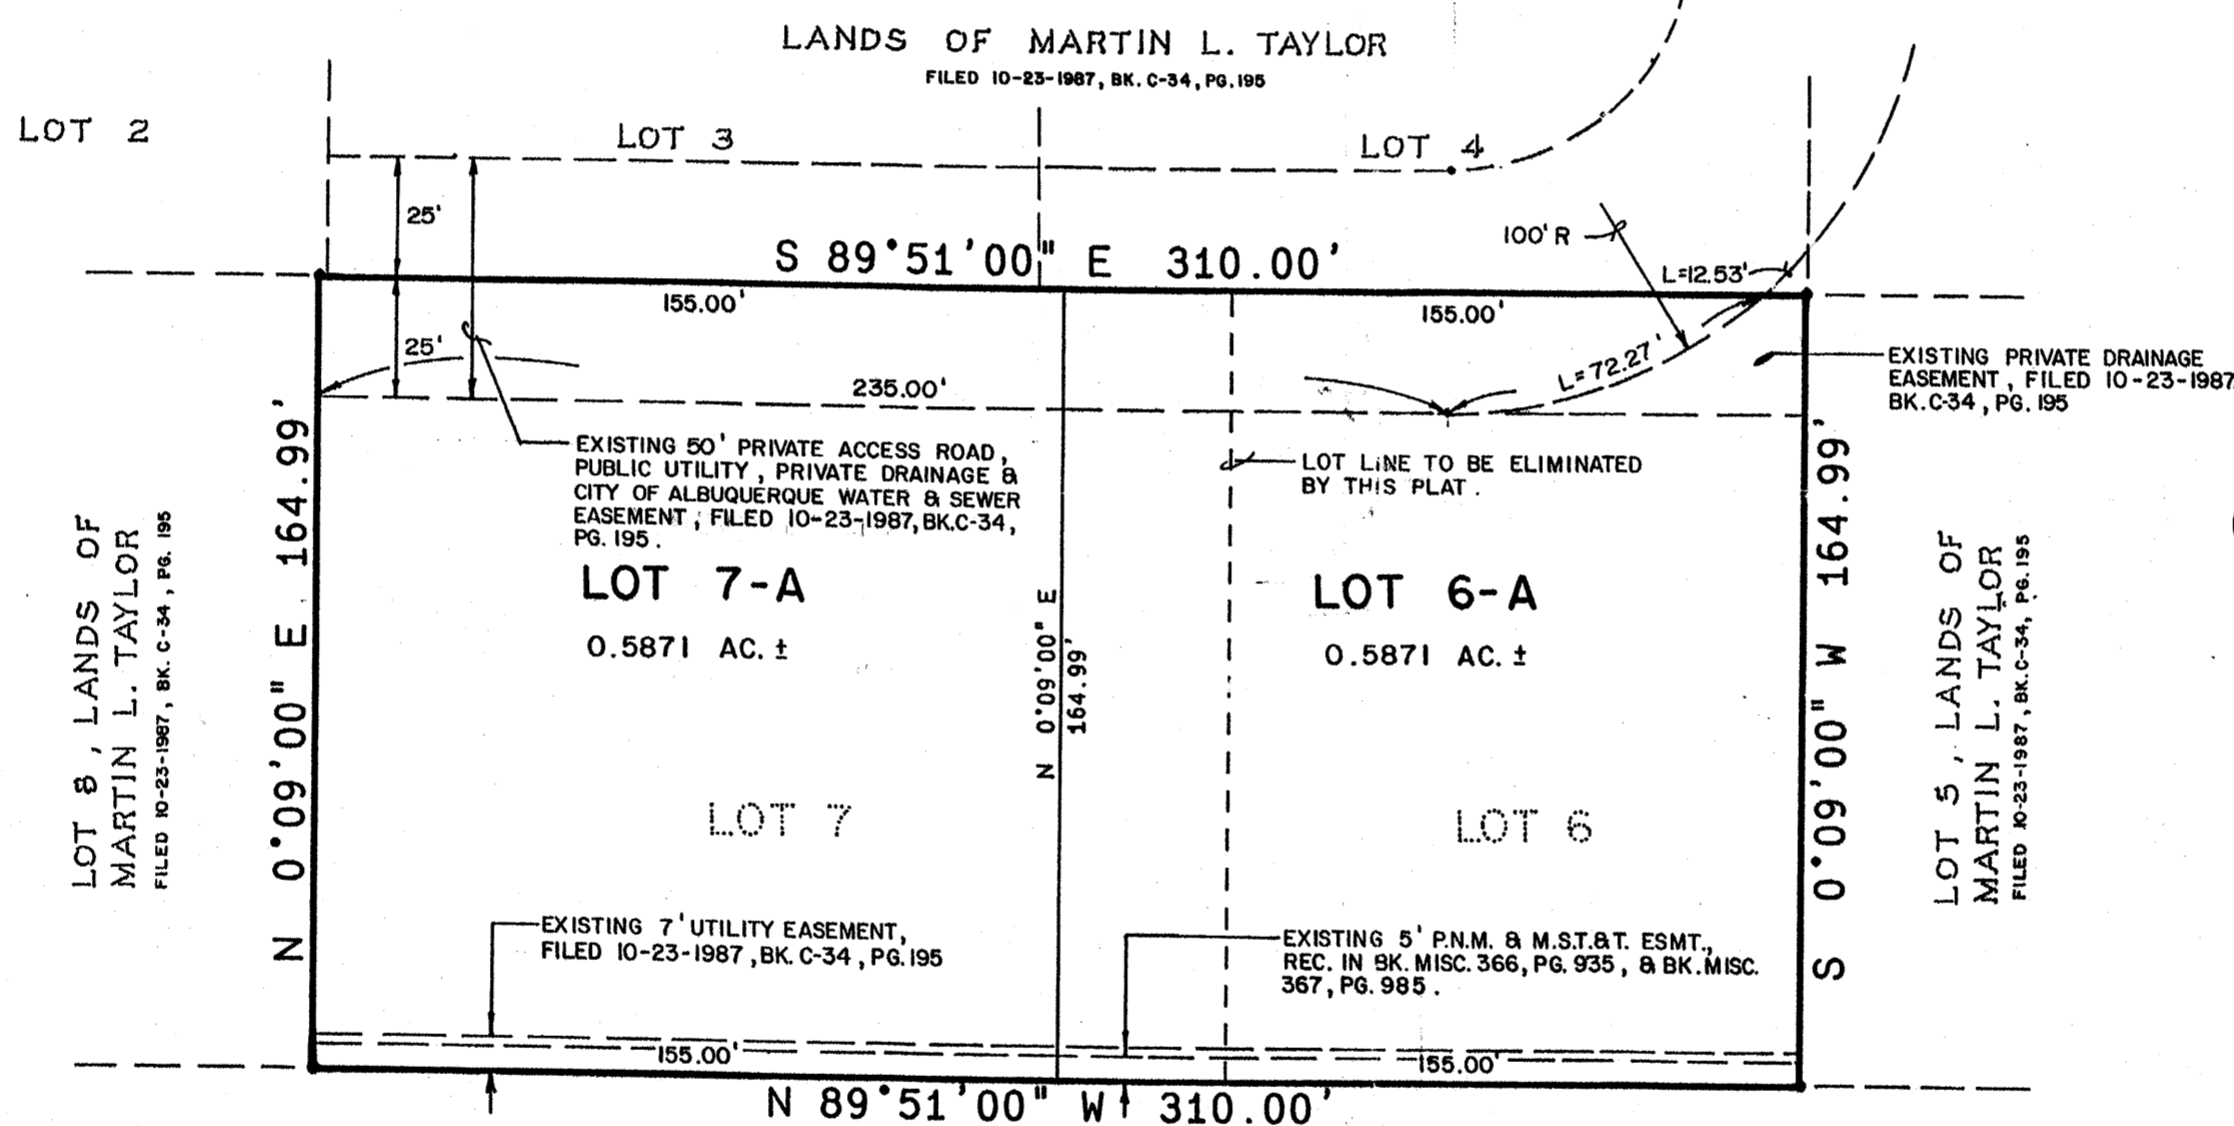 LANDS OF MARTIN L. TAYLOR
FILED 10-23-1987, BK. C-34, PG. 195
LOT 2
LOT 3
LOT 4
25'
S 89°51'00" E 310.00'
100' R
L=12.53'
155.00'
155.00'
25'
L=72.27'
235.00'
EXISTING PRIVATE DRAINAGE
EASEMENT, FILED 10-23-1987
BK. C-34, PG. 195
EXISTING 50' PRIVATE ACCESS ROAD,
PUBLIC UTILITY, PRIVATE DRAINAGE &
CITY OF ALBUQUERQUE WATER & SEWER
EASEMENT, FILED 10-23-1987, BK.C-34,
PG. 195.
LOT LINE TO BE ELIMINATED
BY THIS PLAT.
N 0°09'00" E 164.99'
LOT 8, LANDS OF
MARTIN L. TAYLOR
FILED 10-23-1987, BK. C-34, PG. 195
LOT 7-A
0.5871 AC. ±
N 0°09'00" E
164.99'
LOT 6-A
0.5871 AC. ±
S 0°09'00" W 164.99'
LOT 5, LANDS OF
MARTIN L. TAYLOR
FILED 10-23-1987, BK.C-34, PG. 195
LOT 7
LOT 6
EXISTING 7' UTILITY EASEMENT,
FILED 10-23-1987, BK. C-34, PG. 195
EXISTING 5' P.N.M. & M.S.T.&T. ESMT.,
REC. IN BK. MISC. 366, PG. 935, & BK. MISC.
367, PG. 985.
155.00'
155.00'
N 89°51'00" W 310.00'